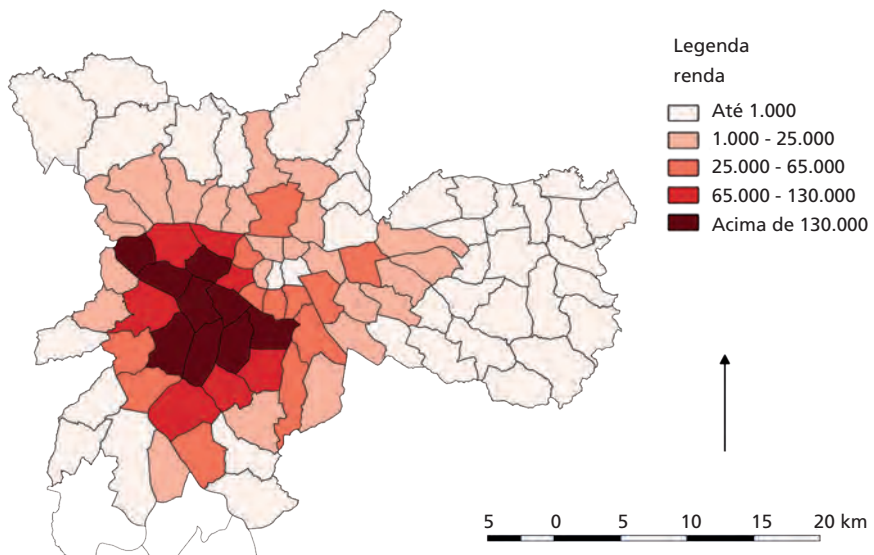 Legenda
renda
Até 1.000
1.000 - 25.000
25.000 - 65.000
65.000 - 130.000
Acima de 130.000
5 0 5 10 15 20 km